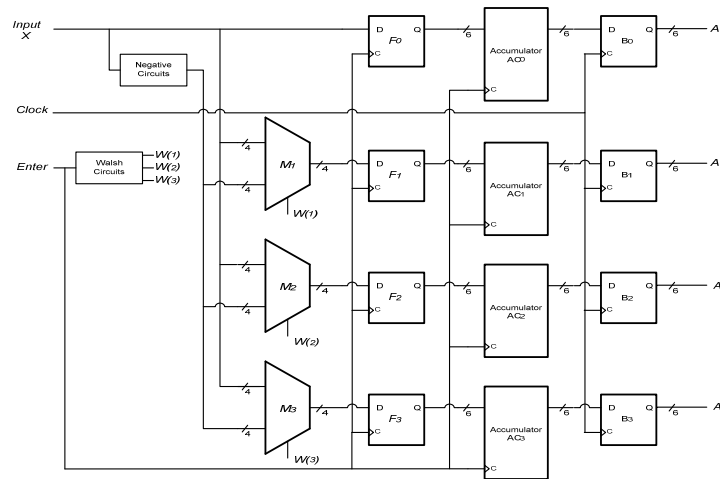 Input
X
Negative
Circuits
Clock
Enter
Walsh
Circuits
W(1)
W(2)
W(3)
D Q
F0
C
6
Accumulator
AC0
C
6
D Q
B0
C
6
A
4
4
M1
W(1)
4
D Q
F1
C
6
Accumulator
AC1
C
6
D Q
B1
C
6
A
4
4
M2
W(2)
4
D Q
F2
C
6
Accumulator
AC2
C
6
D Q
B2
C
6
A
4
4
M3
W(3)
4
D Q
F3
C
6
Accumulator
AC3
C
6
D Q
B3
C
6
A